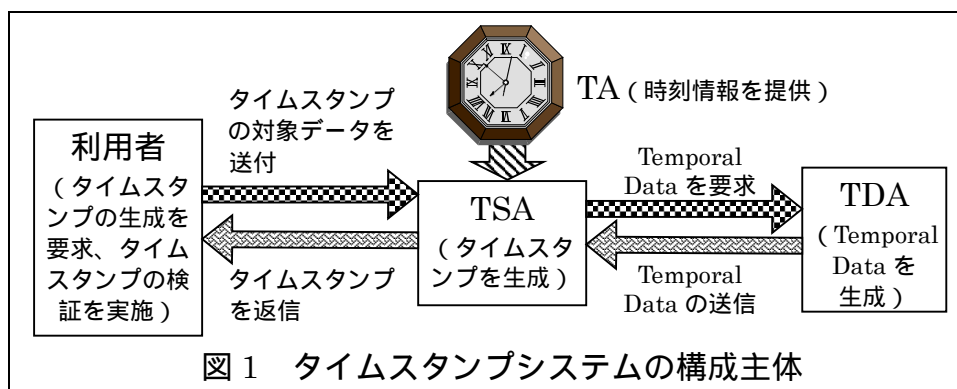 TA（時刻情報を提供）
タイムスタンプ
の対象データを
送付
利用者
（タイムスタ
ンプの生成を
要求、タイム
スタンプの検
証を実施）
タイムスタンプ
を返信
TSA
（タイムスタ
ンプを生成）
Temporal
Data を要求
Temporal
Data の送信
TDA
（Temporal
Data を
生成）
図 1　タイムスタンプシステムの構成主体